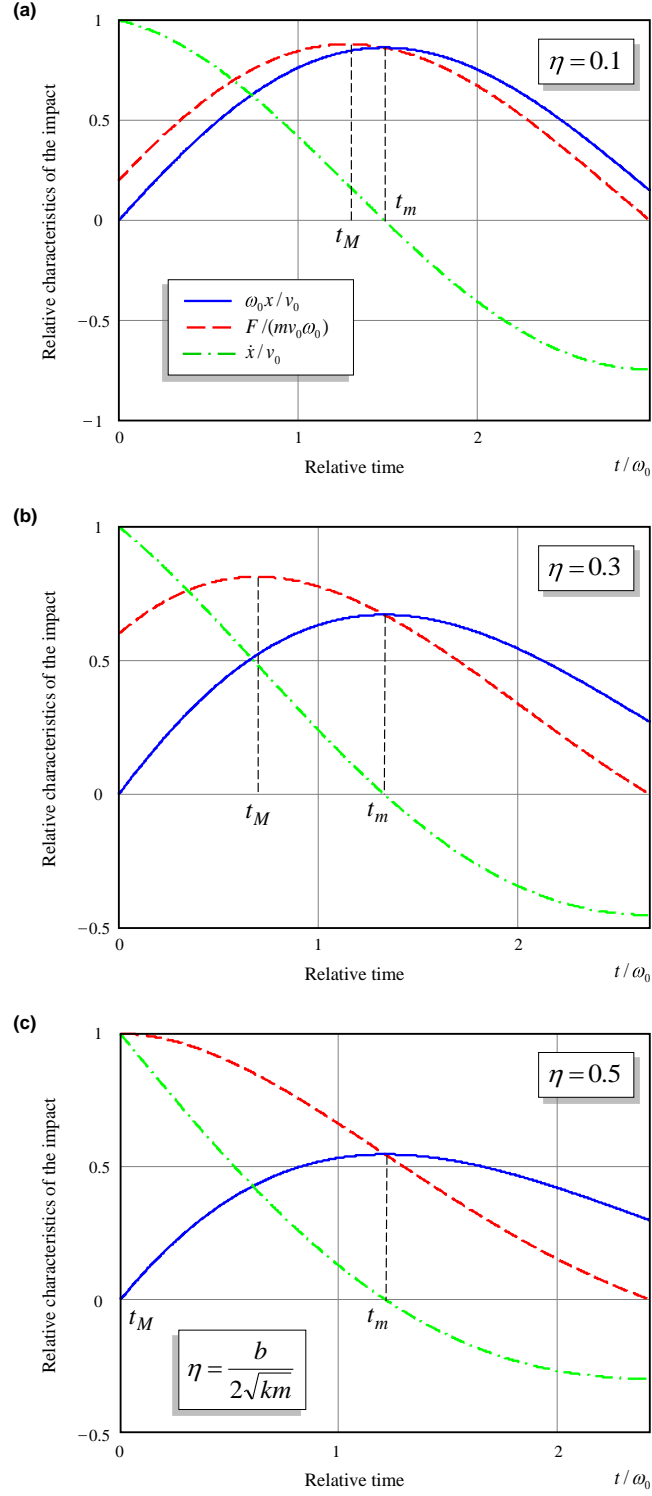 (a)
Relative characteristics of the impact
1
0.5
0
−0.5
−1
η = 0.1
t_M
t_m
ω₀x/v₀
F/(mv₀ω₀)
ẋ/v₀
0
1
2
Relative time
t/ω₀
(b)
Relative characteristics of the impact
1
0.5
0
−0.5
η = 0.3
t_M
t_m
0
1
2
Relative time
t/ω₀
(c)
Relative characteristics of the impact
1
0.5
0
−0.5
η = 0.5
t_M
t_m
η = b / 2√km
0
1
2
Relative time
t/ω₀